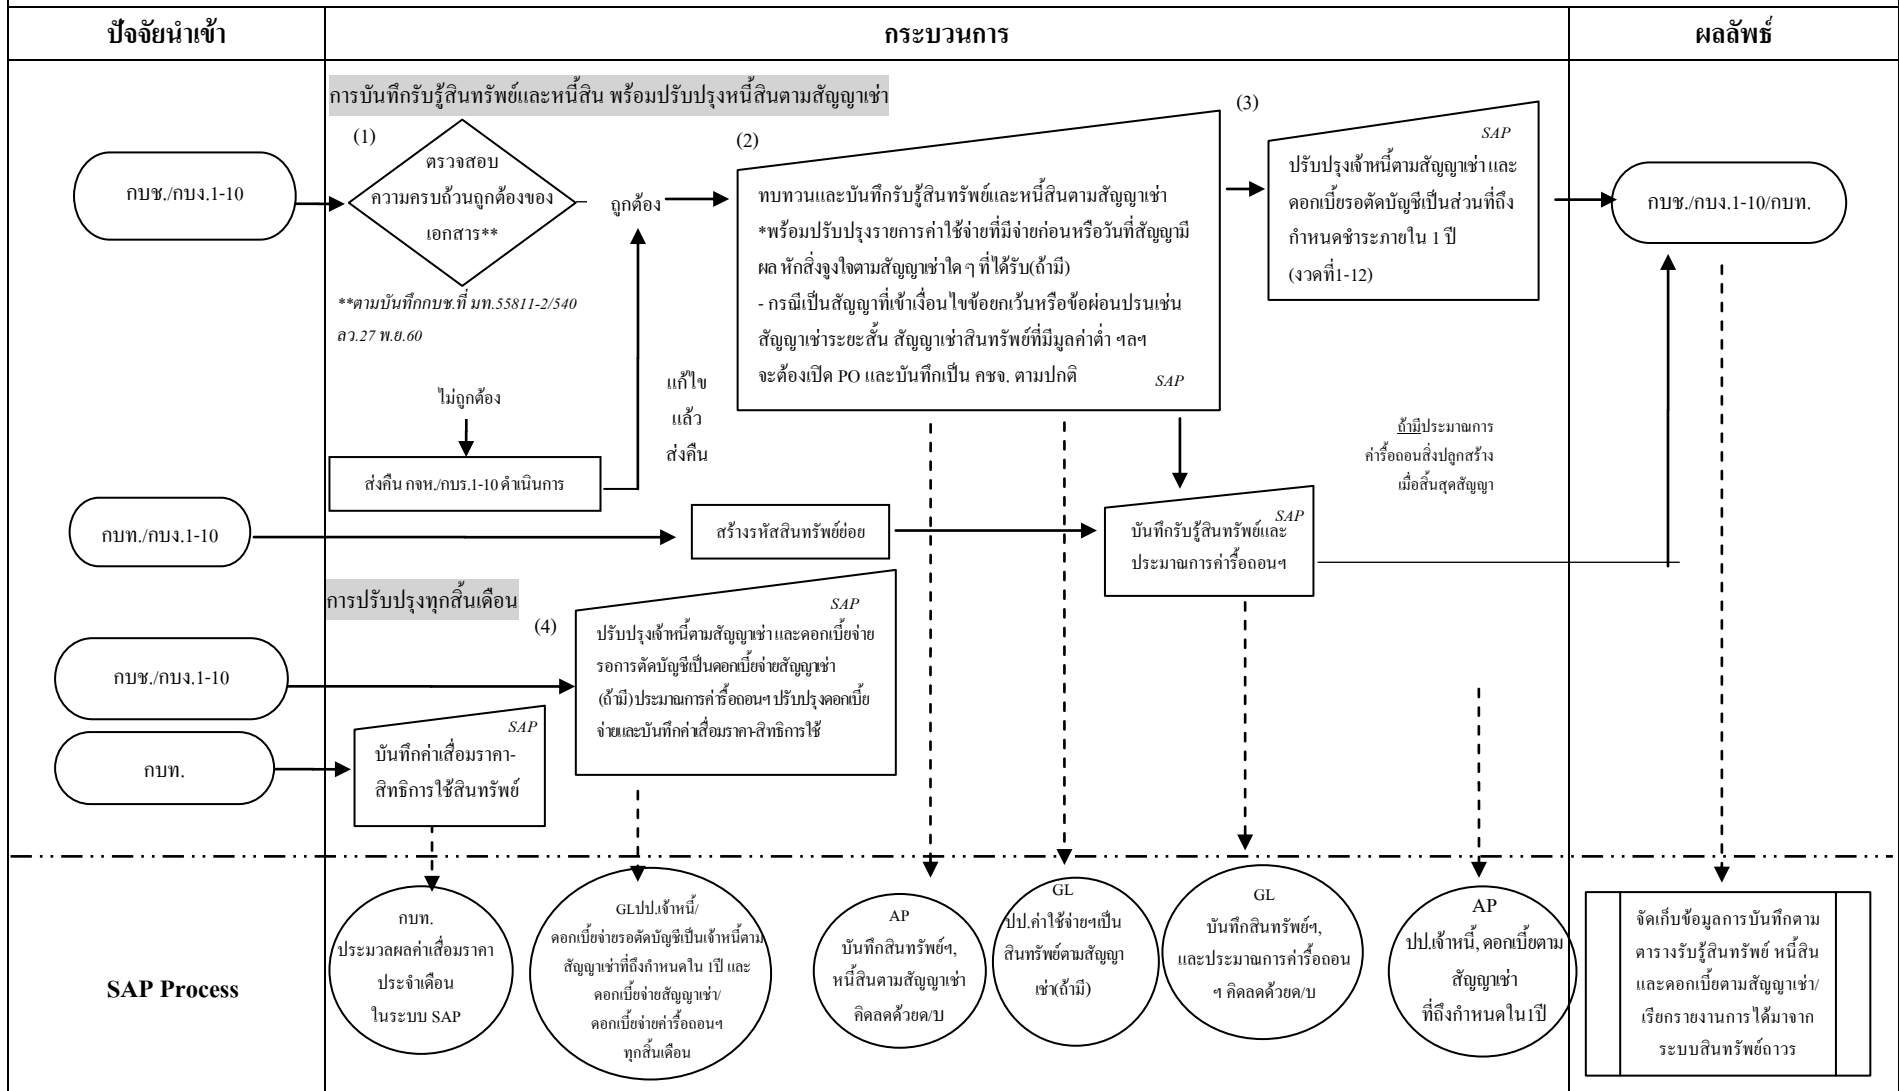 ปัจจัยนำเข้า
กระบวนการ
ผลลัพธ์
การบันทึกรับรู้สินทรัพย์และหนี้สิน พร้อมปรับปรุงหนี้สินตามสัญญาเช่า
กบช./กบง.1-10
(1)
ตรวจสอบ
ความครบถ้วนถูกต้องของ
เอกสาร**
ถูกต้อง
**ตามบันทึกกบช.ที่ มท.55811-2/540
ลว.27 พ.ย.60
ไม่ถูกต้อง
ส่งคืน กจห./กบร.1-10 ดำเนินการ
แก้ไข
แล้ว
ส่งคืน
(2)
ทบทวนและบันทึกรับรู้สินทรัพย์และหนี้สินตามสัญญาเช่า
*พร้อมปรับปรุงรายการค่าใช้จ่ายที่มีจ่ายก่อนหรือวันที่สัญญามี
ผล หักสิ่งจูงใจตามสัญญาเช่าใด ๆ ที่ได้รับ(ถ้ามี)
- กรณีเป็นสัญญาที่เข้าเงื่อนไขข้อยกเว้นหรือข้อผ่อนปรนเช่น
สัญญาเช่าระยะสั้น สัญญาเช่าสินทรัพย์ที่มีมูลค่าต่ำ ฯลฯ
จะต้องเปิด PO และบันทึกเป็น คชจ. ตามปกติ
SAP
(3)
SAP
ปรับปรุงเจ้าหนี้ตามสัญญาเช่า และ
ดอกเบี้ยรอตัดบัญชีเป็นส่วนที่ถึง
กำหนดชำระภายใน 1 ปี
(งวดที่1-12)
กบช./กบง.1-10/กบท.
ถ้ามีประมาณการ
ค่ารื้อถอนสิ่งปลูกสร้าง
เมื่อสิ้นสุดสัญญา
กบท./กบง.1-10
สร้างรหัสสินทรัพย์ย่อย
SAP
บันทึกรับรู้สินทรัพย์และ
ประมาณการค่ารื้อถอนฯ
การปรับปรุงทุกสิ้นเดือน
(4)
SAP
ปรับปรุงเจ้าหนี้ตามสัญญาเช่า และดอกเบี้ยจ่าย
รอการตัดบัญชีเป็นดอกเบี้ยจ่ายสัญญาเช่า
(ถ้ามี) ประมาณการค่ารื้อถอนฯ ปรับปรุงดอกเบี้ย
จ่ายและบันทึกค่าเสื่อมราคา-สิทธิการใช้
กบช./กบง.1-10
กบท.
SAP
บันทึกค่าเสื่อมราคา-
สิทธิการใช้สินทรัพย์
SAP Process
กบท.
ประมวลผลค่าเสื่อมราคา
ประจำเดือน
ในระบบ SAP
GLปป.เจ้าหนี้/
ดอกเบี้ยจ่ายรอตัดบัญชีเป็นเจ้าหนี้ตาม
สัญญาเช่าที่ถึงกำหนดใน 1ปี และ
ดอกเบี้ยจ่ายสัญญาเช่า/
ดอกเบี้ยจ่ายค่ารื้อถอนฯ
ทุกสิ้นเดือน
AP
บันทึกสินทรัพย์ฯ,
หนี้สินตามสัญญาเช่า
คิดลดด้วยด/บ
GL
ปป.ค่าใช้จ่ายฯเป็น
สินทรัพย์ตามสัญญา
เช่า(ถ้ามี)
GL
บันทึกสินทรัพย์ฯ,
และประมาณการค่ารื้อถอน
ฯ คิดลดด้วยด/บ
AP
ปป.เจ้าหนี้, ดอกเบี้ยตาม
สัญญาเช่า
ที่ถึงกำหนดใน1ปี
จัดเก็บข้อมูลการบันทึกตาม
ตารางรับรู้สินทรัพย์ หนี้สิน
และดอกเบี้ยตามสัญญาเช่า/
เรียกรายงานการได้มาจาก
ระบบสินทรัพย์ถาวร